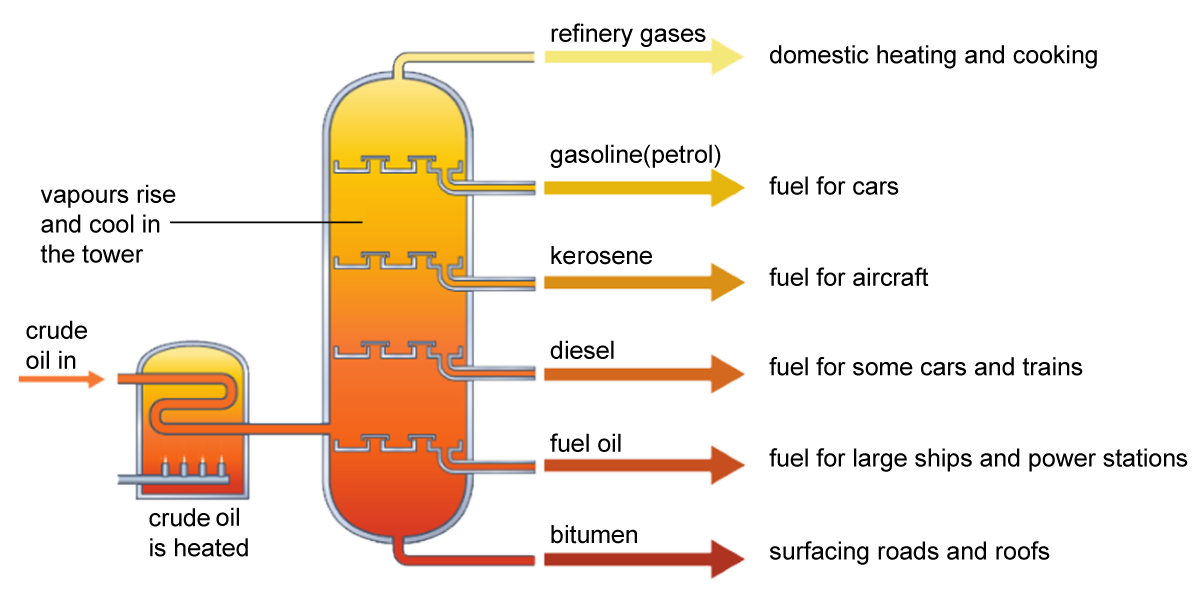 refinery gases
domestic heating and cooking
gasoline(petrol)
fuel for cars
vapours rise
and cool in
the tower
kerosene
fuel for aircraft
crude
oil in
diesel
fuel for some cars and trains
fuel oil
fuel for large ships and power stations
crude oil
is heated
bitumen
surfacing roads and roofs